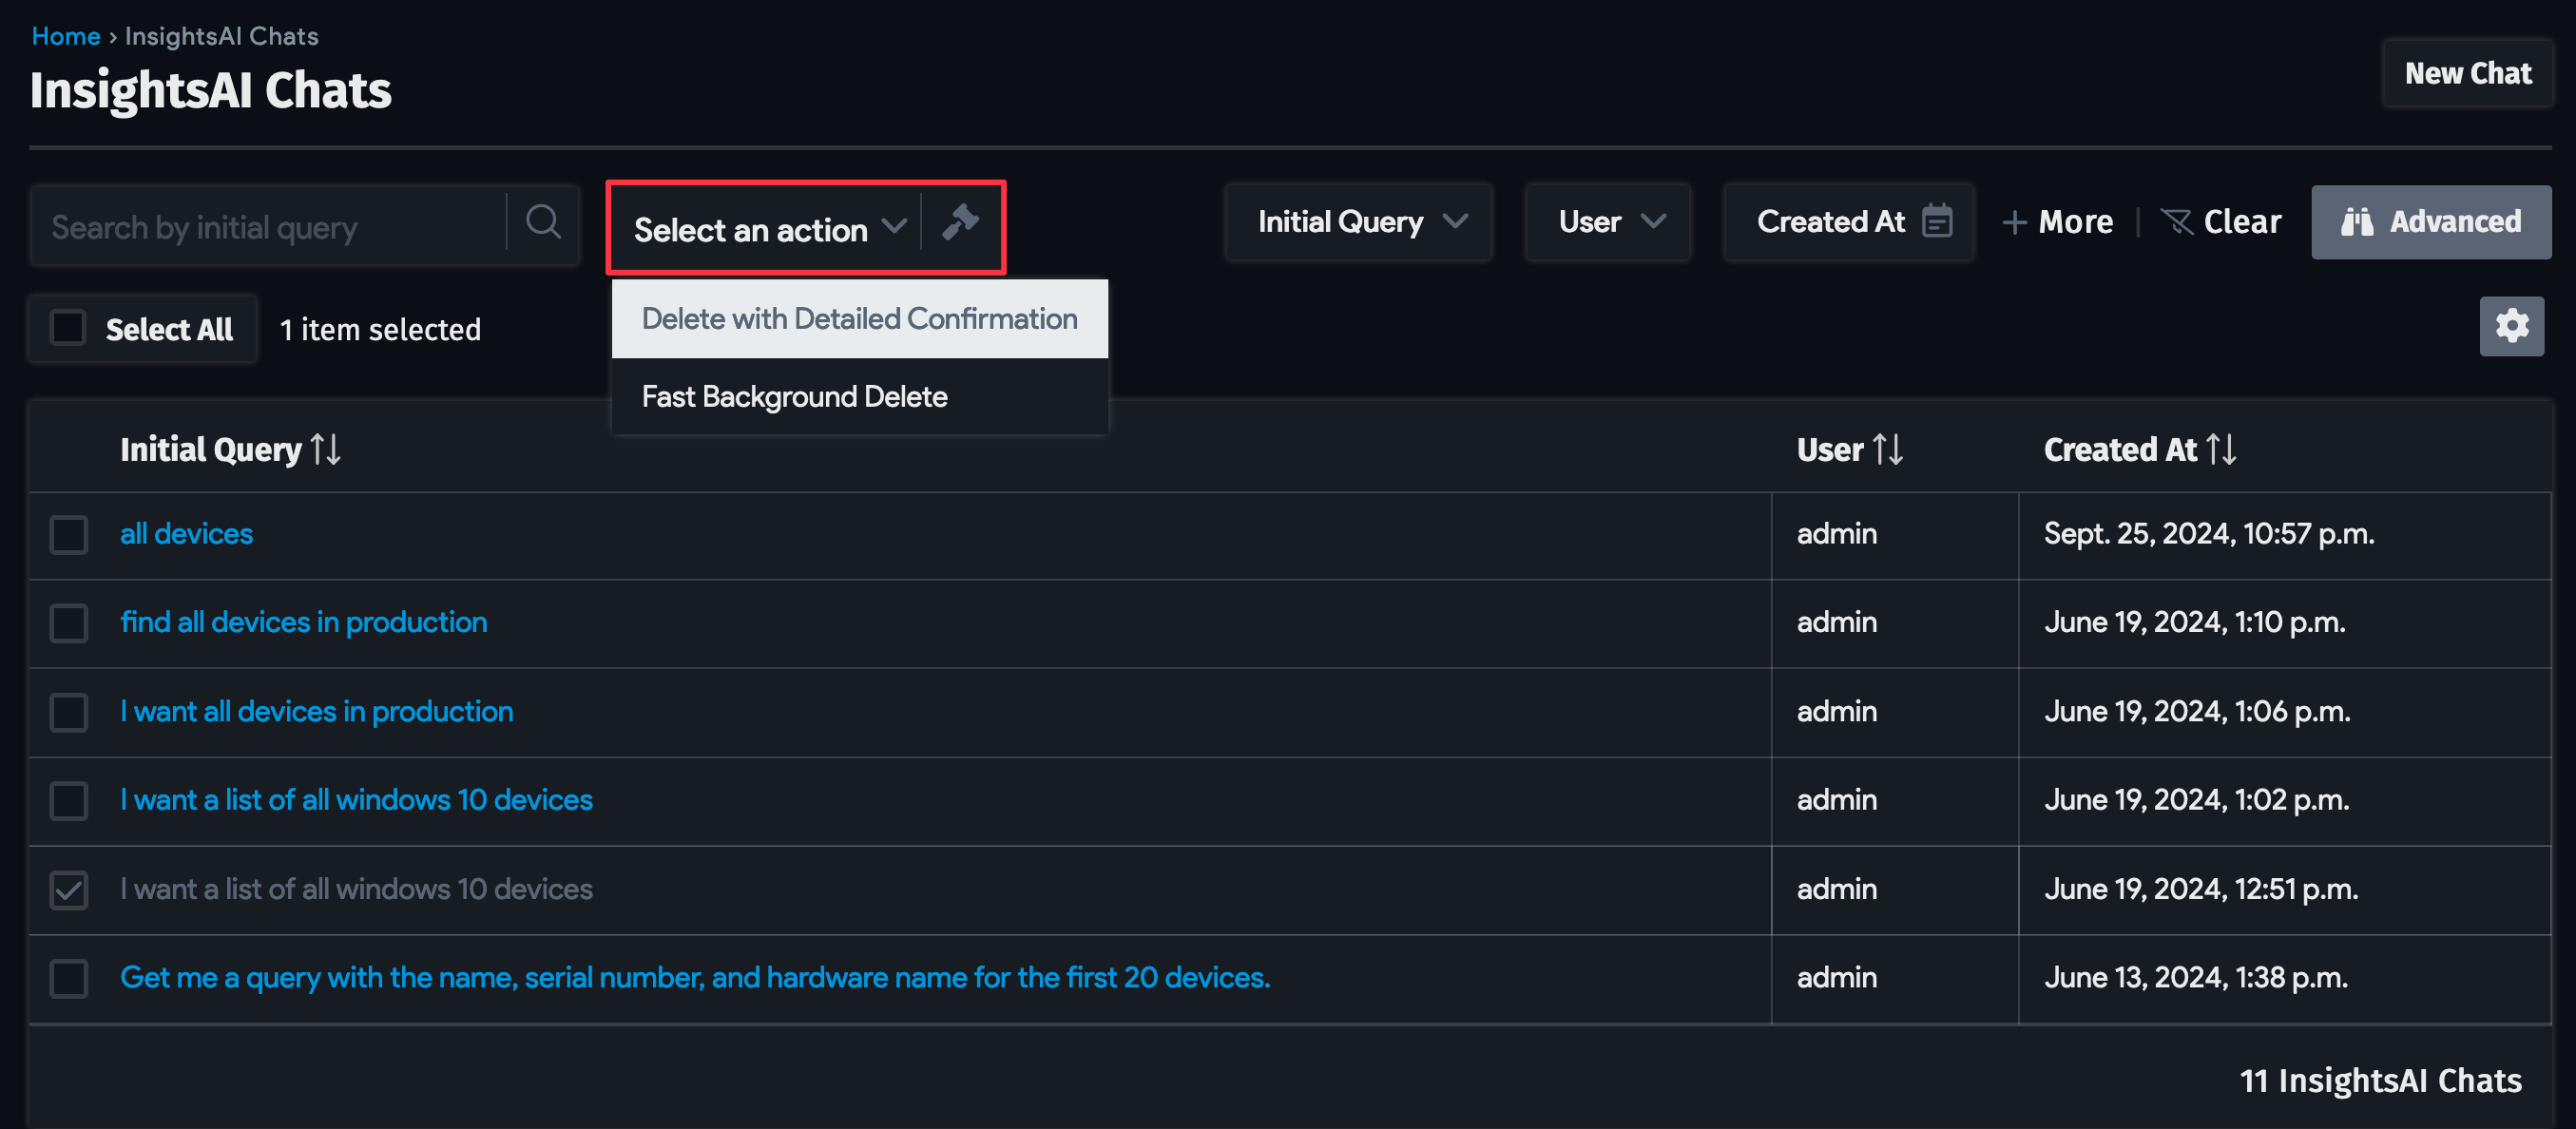 Home › InsightsAI Chats
InsightsAI Chats
New Chat
Search by initial query
Select an action
Initial Query
User
Created At
+ More
Clear
Advanced
Delete with Detailed Confirmation
Fast Background Delete
Select All
1 item selected
Initial Query User Created At
all devices admin Sept. 25, 2024, 10:57 p.m.
find all devices in production admin June 19, 2024, 1:10 p.m.
I want all devices in production admin June 19, 2024, 1:06 p.m.
I want a list of all windows 10 devices admin June 19, 2024, 1:02 p.m.
I want a list of all windows 10 devices admin June 19, 2024, 12:51 p.m.
Get me a query with the name, serial number, and hardware name for the first 20 devices. admin June 13, 2024, 1:38 p.m.
11 InsightsAI Chats